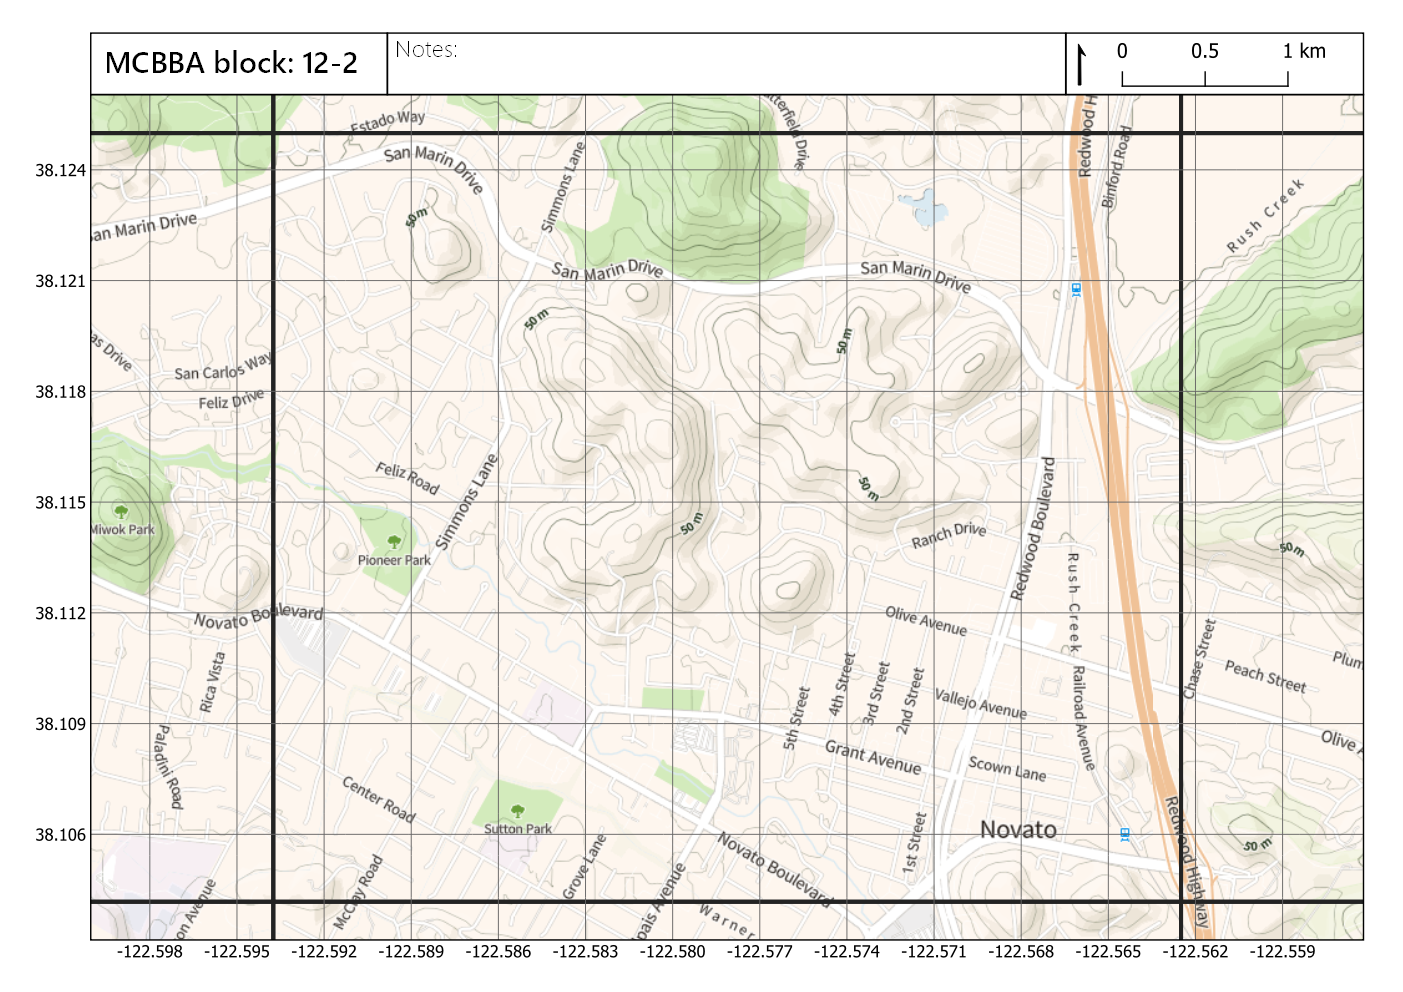 MCBBA block: 12-2
Notes:
0 0.5 1 km
Estado Way
San Marin Drive
Simmons Lane
Redwood H
Binford Road
Rush Creek
38.124
50 m
San Marin Drive
San Marin Drive
San Marin Drive
38.121
50 m
50 m
as Drive
San Carlos Way
Feliz Drive
38.118
Feliz Road
Simmons Lane
50 m
Redwood Boulevard
38.115
Miwok Park
Pioneer Park
50 m
Ranch Drive
50 m
Rush Creek
38.112
Novato Boulevard
Olive Avenue
Chase Street
Plum
Peach Street
Rica Vista
4th Street
3rd Street
2nd Street
5th Street
Vallejo Avenue
Railroad Avenue
38.109
Paladini Road
Grant Avenue
Scown Lane
Olive A
Center Road
Sutton Park
Redwood Highway
38.106
Novato
50 m
1st Street
Grove Lane
Novato Boulevard
McClay Road
on Avenue
pais Avenue
Warner
-122.598 -122.595 -122.592 -122.589 -122.586 -122.583 -122.580 -122.577 -122.574 -122.571 -122.568 -122.565 -122.562 -122.559